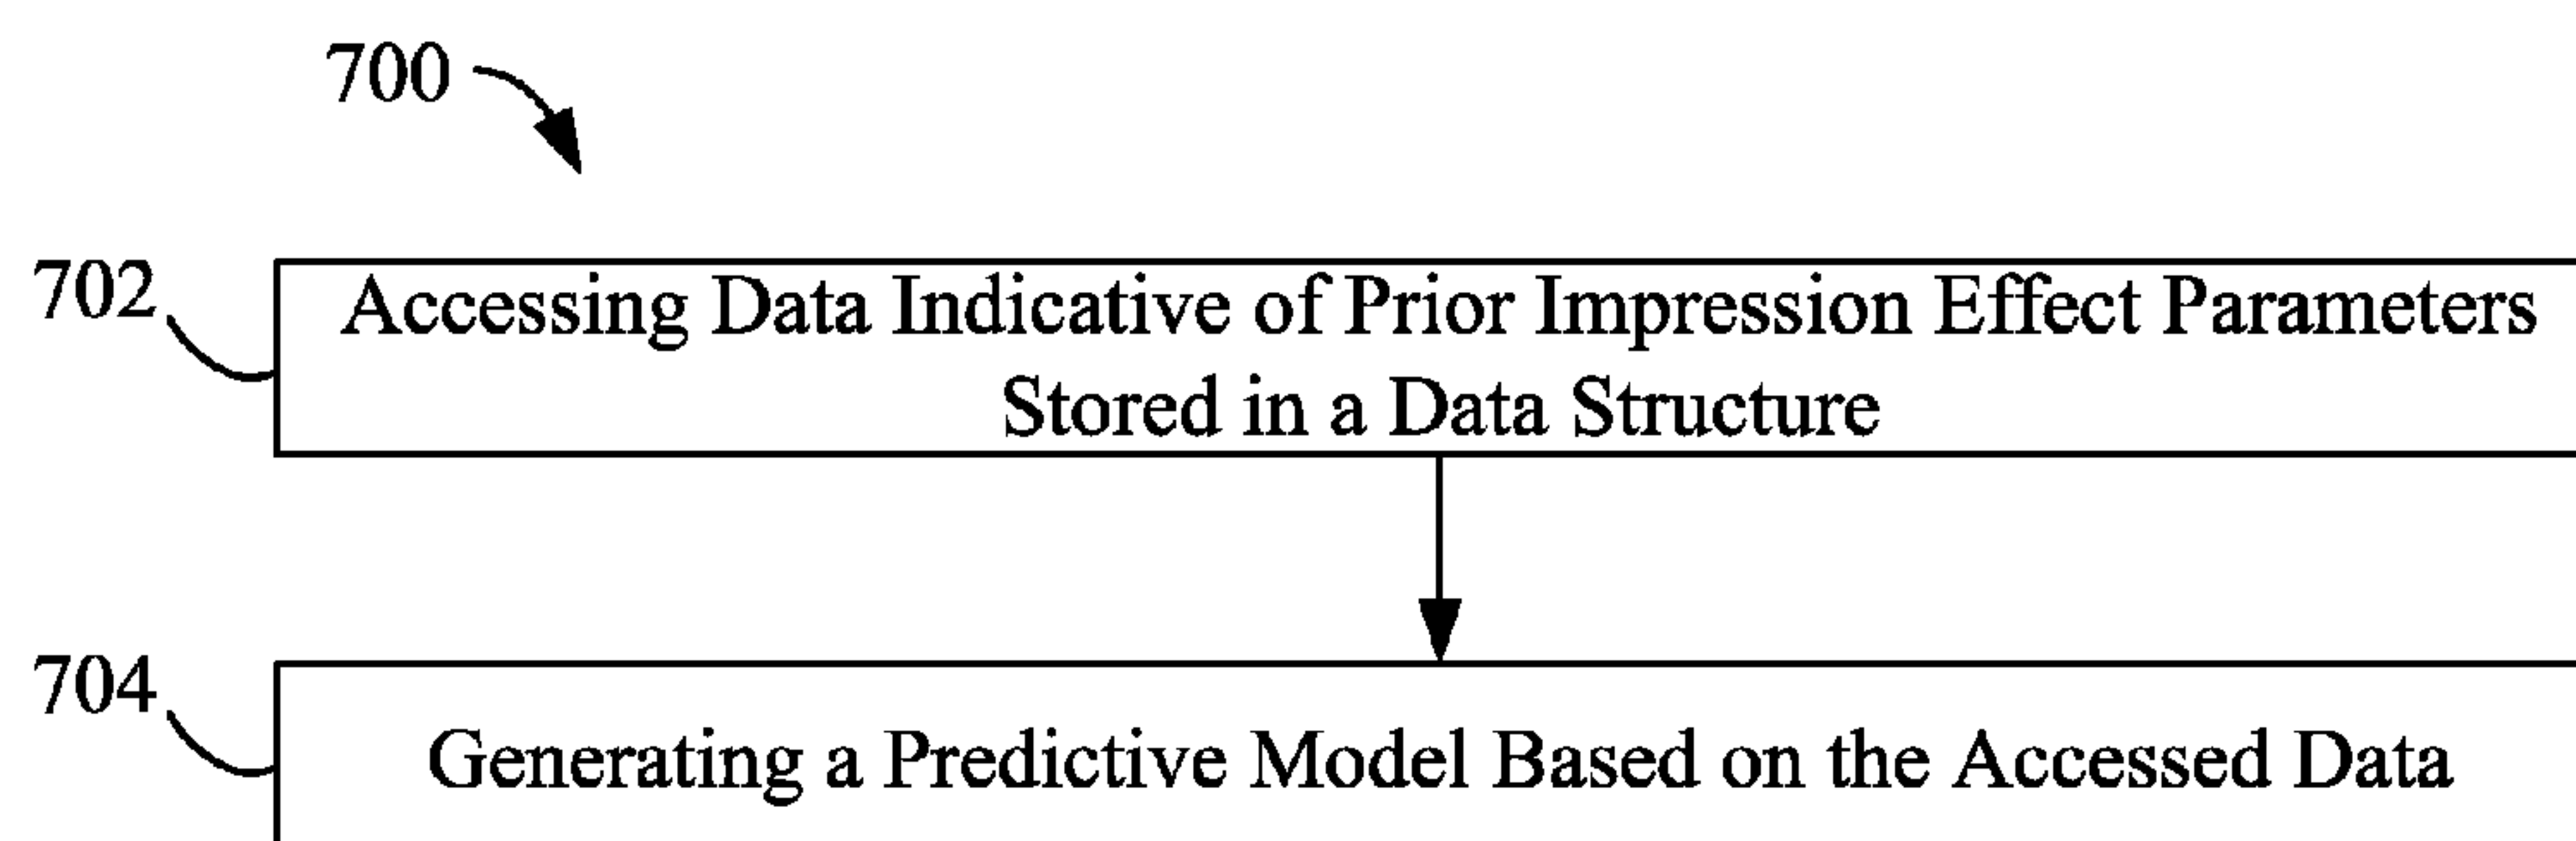 700
702
Accessing Data Indicative of Prior Impression Effect Parameters
Stored in a Data Structure
704
Generating a Predictive Model Based on the Accessed Data